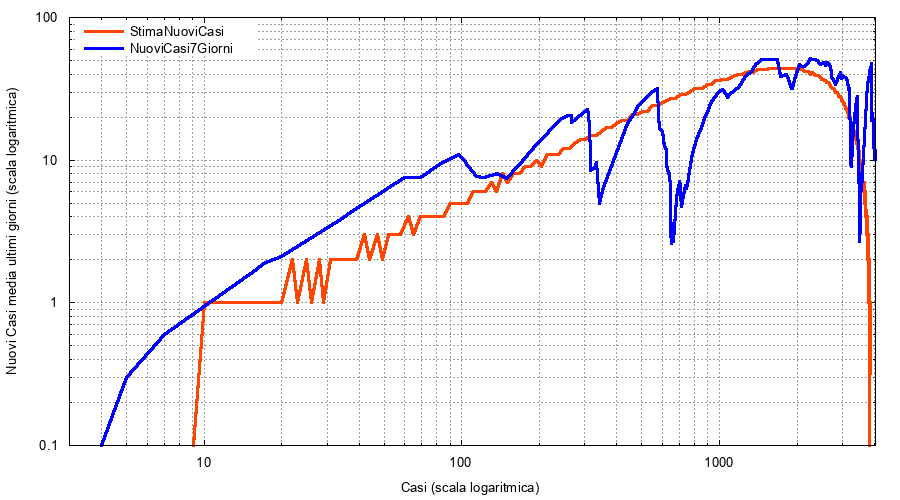 StimaNuoviCasi
NuoviCasi7Giorni
Nuovi Casi media ultimi giorni (scala logaritmica)
100
10
1
0.1
10
100
1000
Casi (scala logaritmica)